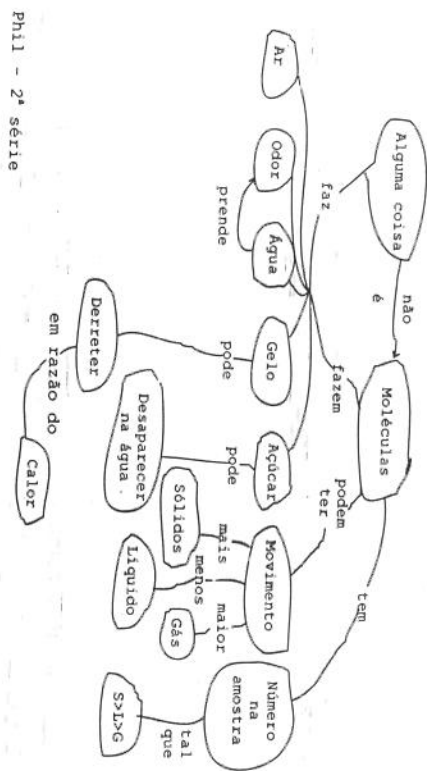 Alguma coisa
não
é
Moléculas
faz
fazem
podem
ter
tem
Ar
Odor
prende
Água
Gelo
Açúcar
Movimento
Número
na
amostra
pode
pode
mais
menos
maior
tal
que
Derreter
Desaparecer
na água
Sólidos
Líquido
Gás
S>L>G
em razão do
Calor
Phil - 2ª série